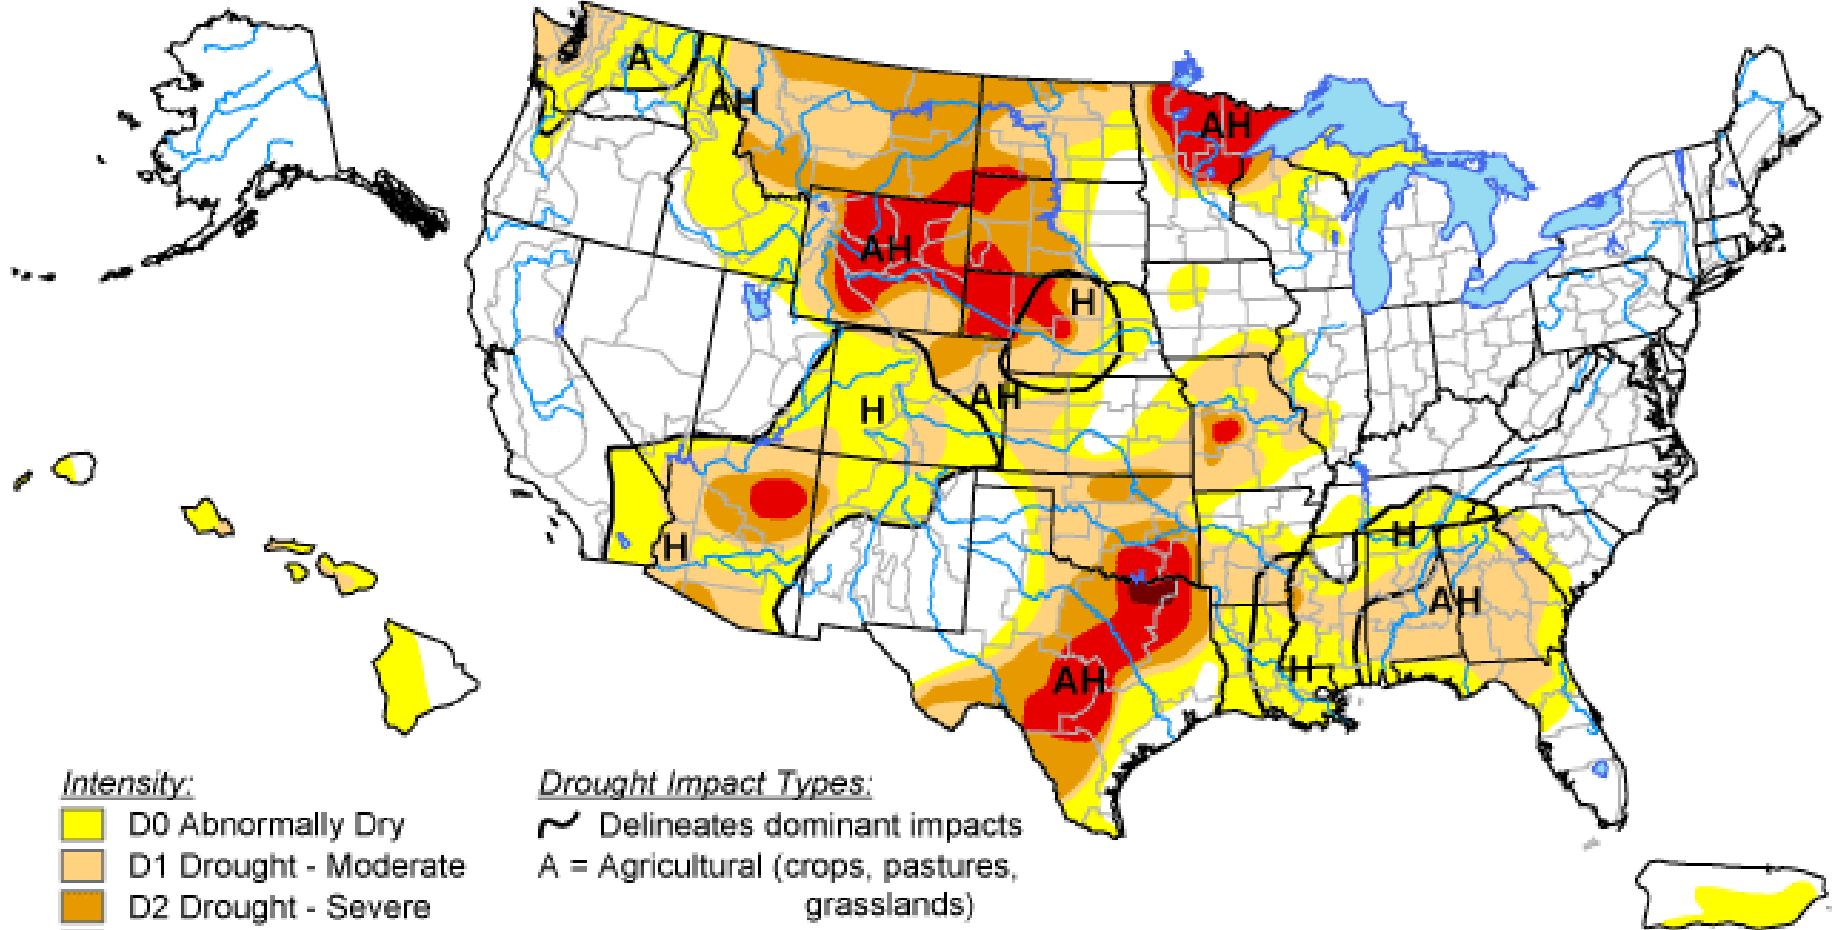 A
AH
AH
AH
H
AH
H
H
H
AH
AH
H
Intensity:
D0 Abnormally Dry
D1 Drought - Moderate
D2 Drought - Severe
Drought Impact Types:
Delineates dominant impacts
A = Agricultural (crops, pastures,
grasslands)